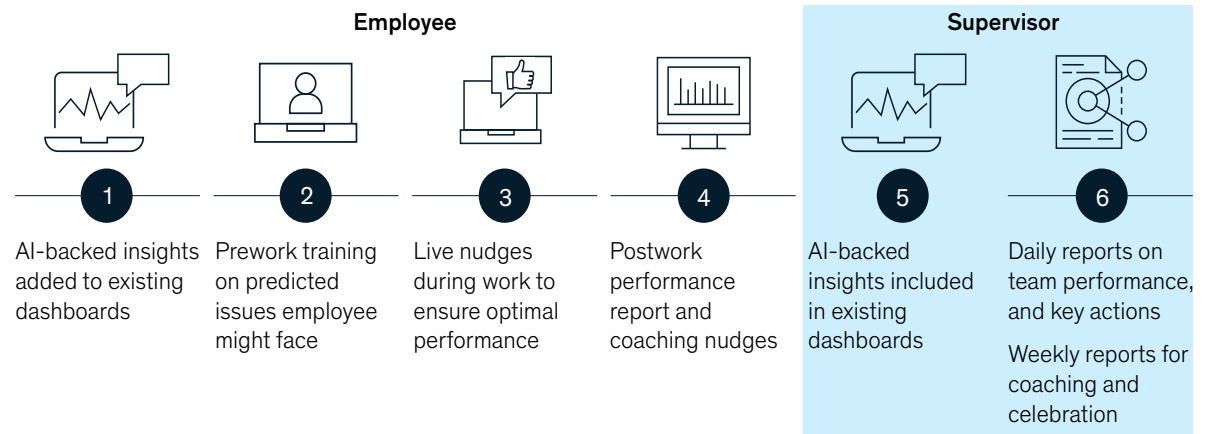 Employee
Supervisor
1
AI-backed insights
added to existing
dashboards
2
Prework training
on predicted
issues employee
might face
3
Live nudges
during work to
ensure optimal
performance
4
Postwork
performance
report and
coaching nudges
5
AI-backed
insights included
in existing
dashboards
6
Daily reports on
team performance,
and key actions
Weekly reports for
coaching and
celebration